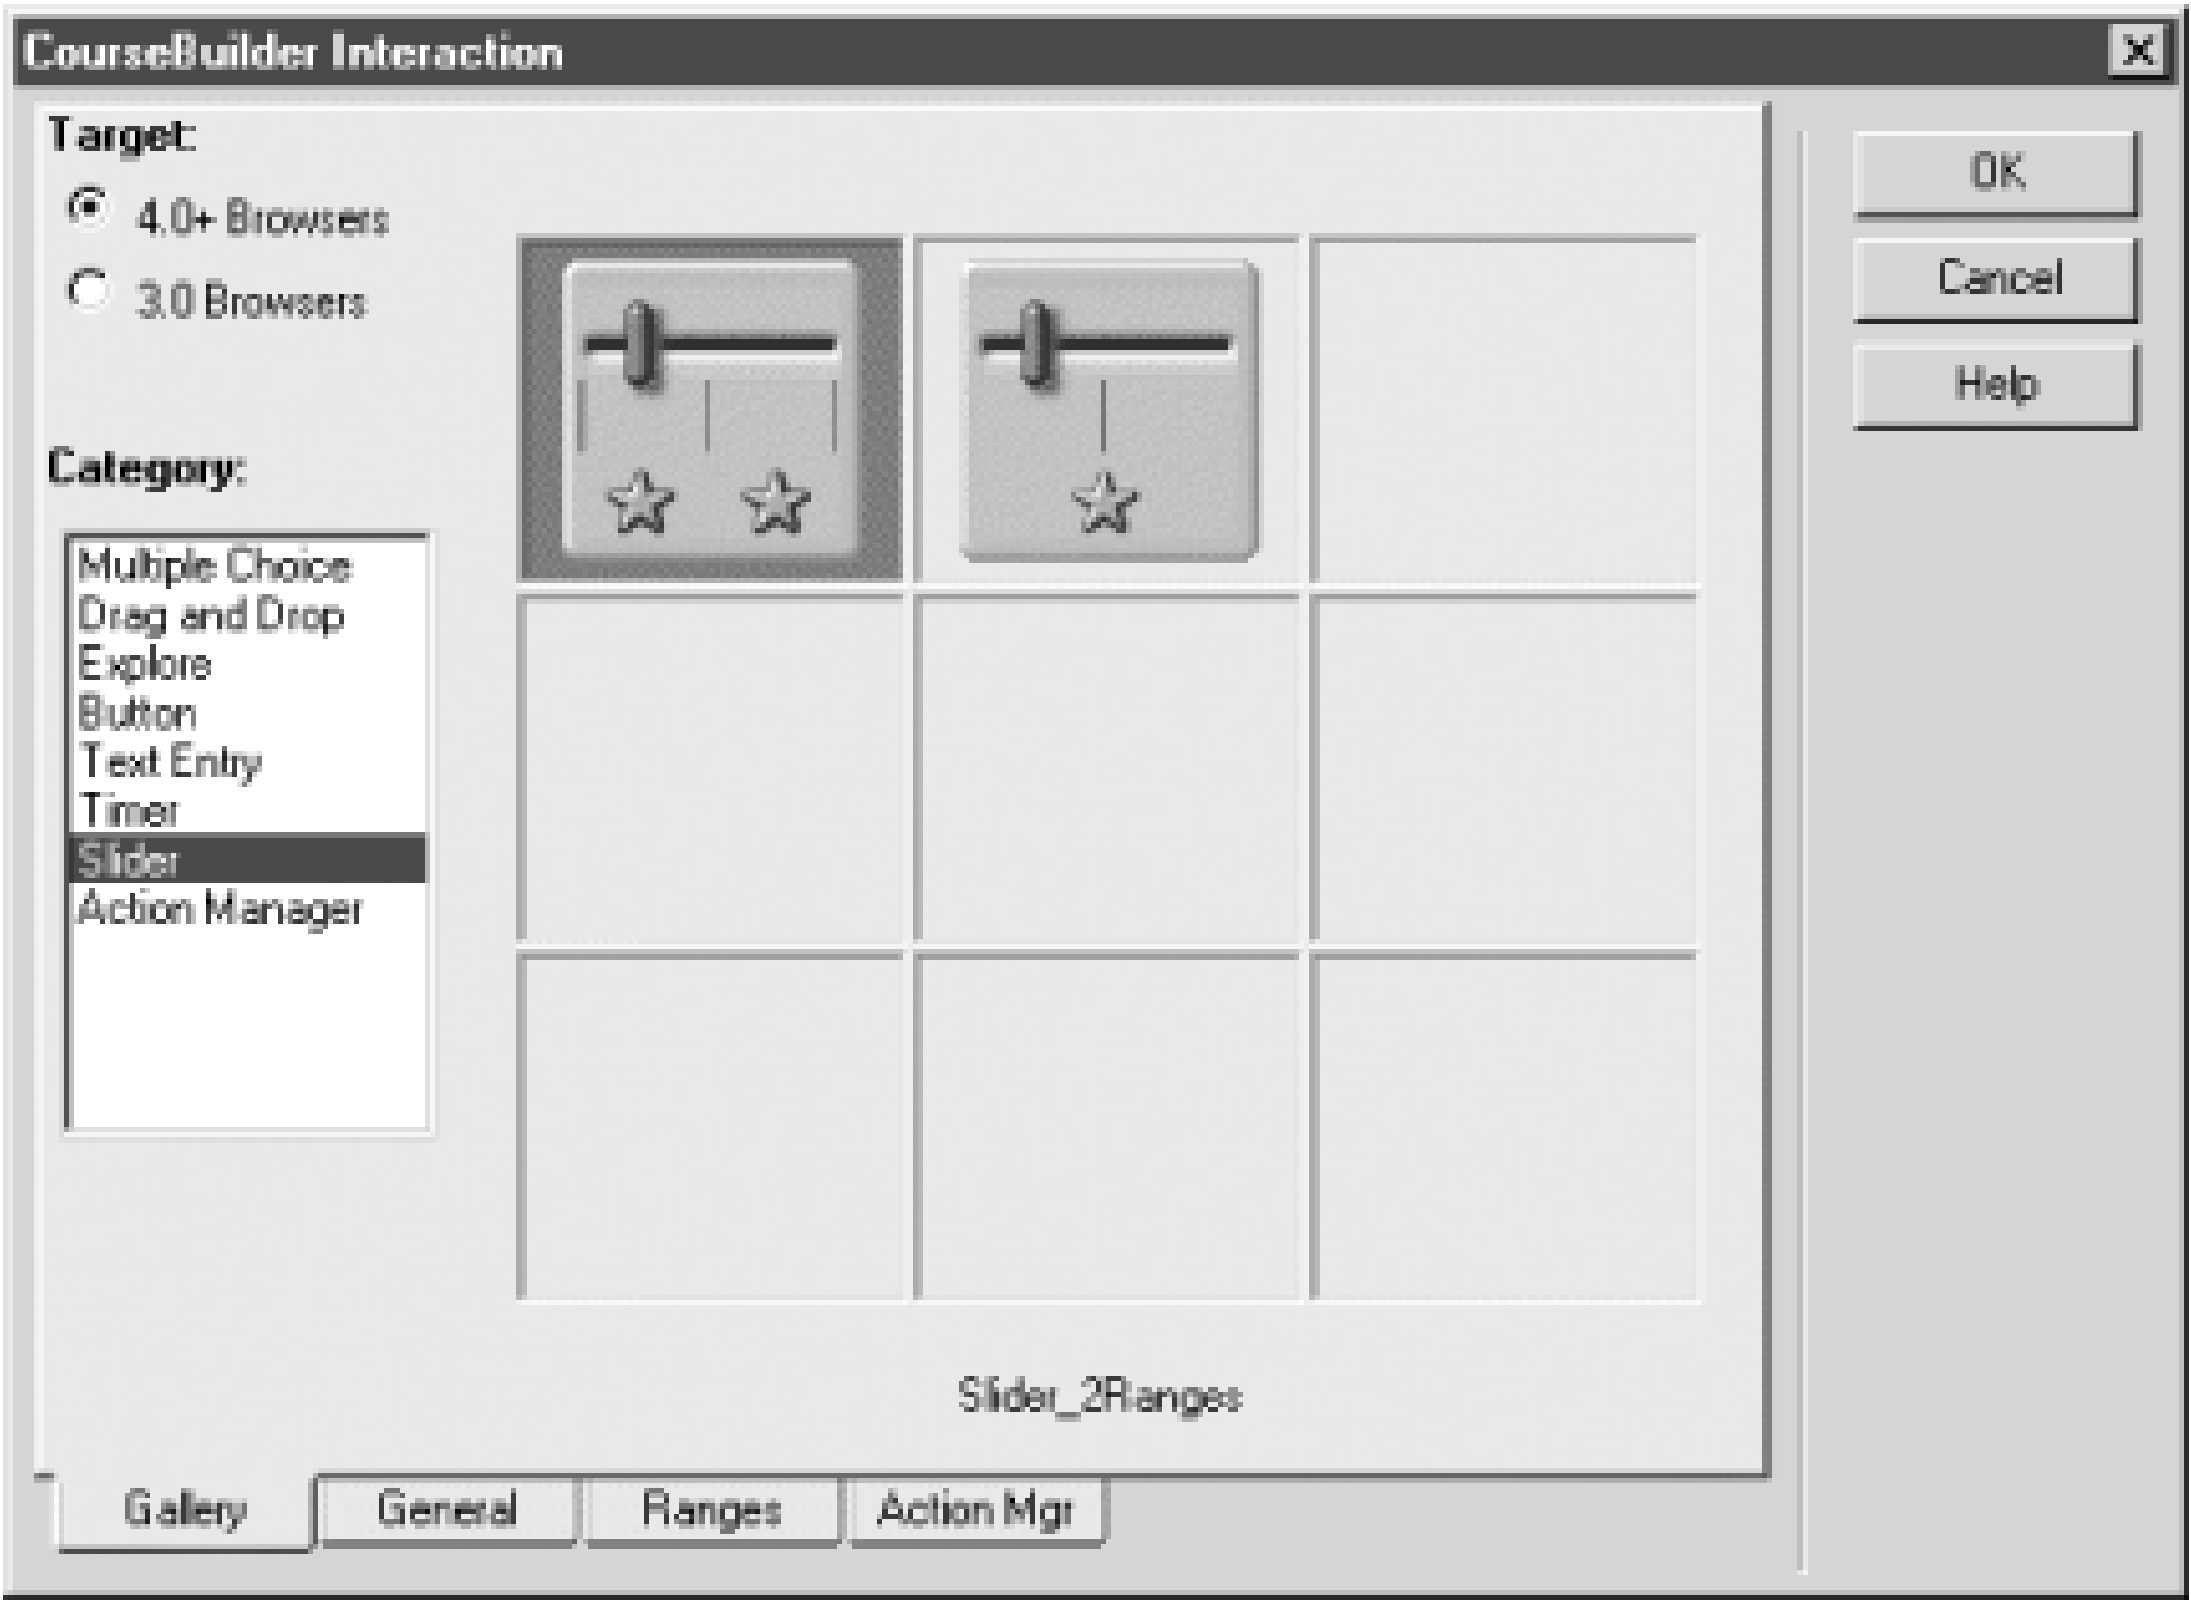 CourseBuilder Interaction
Target:
4.0+ Browsers
3.0 Browsers
Category:
Multiple Choice
Drag and Drop
Explore
Button
Text Entry
Timer
Slider
Action Manager
OK
Cancel
Help
Slider_2Ranges
Gallery
General
Ranges
Action Mgr